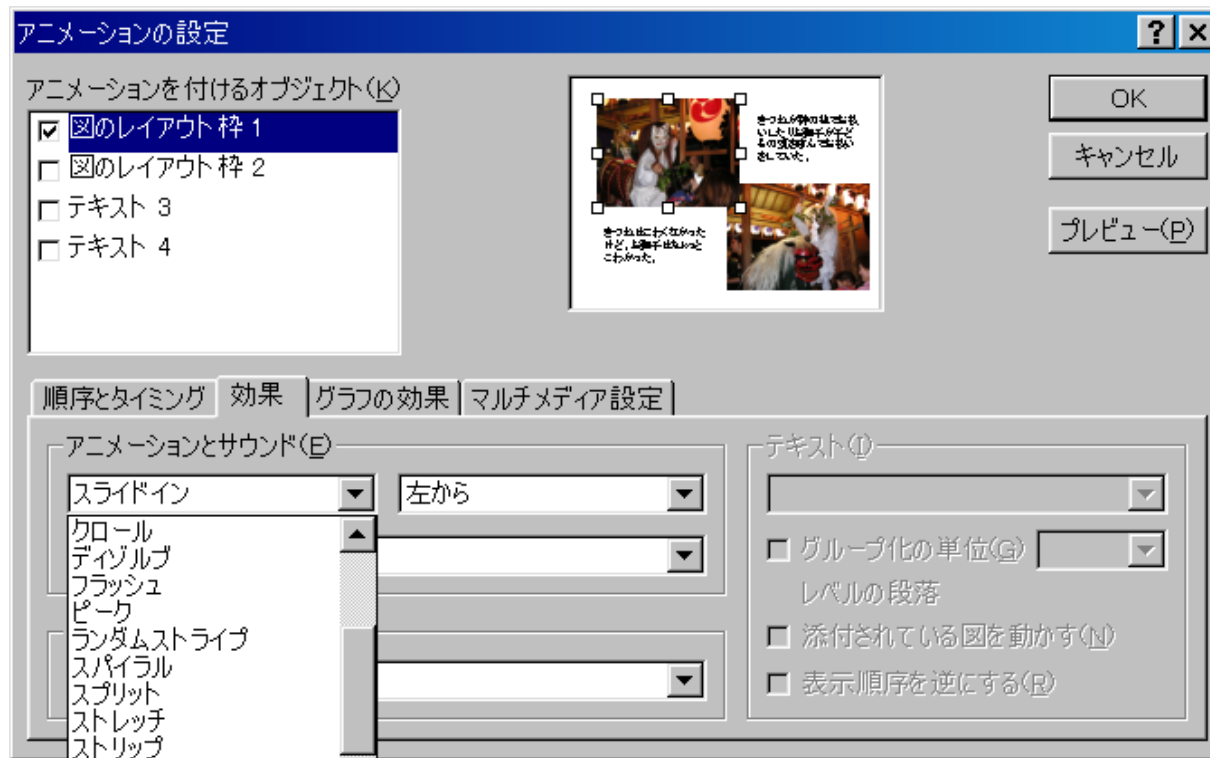 アニメーションの設定
アニメーションを付けるオブジェクト(K)
図のレイアウト枠 1
図のレイアウト枠 2
テキスト 3
テキスト 4
OK
キャンセル
プレビュー(P)
こわかった。
順序とタイミング 効果 グラフの効果 マルチメディア設定
アニメーションとサウンド(E)
スライドイン 左から
クロール
ディゾルブ
フラッシュ
ピーク
ランダムストライプ
スパイラル
スプリット
ストレッチ
ストリップ
テキスト(I)
グループ化の単位(G)
レベルの段落
添付されている図を動かす(N)
表示順序を逆にする(R)